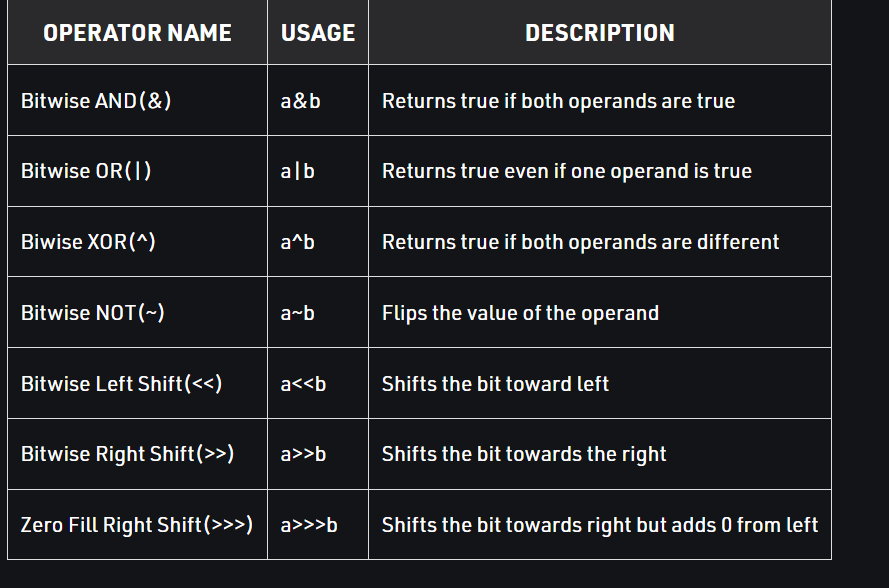 OPERATOR NAME USAGE DESCRIPTION
Bitwise AND(&) a&b Returns true if both operands are true
Bitwise OR(|) a|b Returns true even if one operand is true
Biwise XOR(^) a^b Returns true if both operands are different
Bitwise NOT(~) a~b Flips the value of the operand
Bitwise Left Shift(<<) a<<b Shifts the bit toward left
Bitwise Right Shift(>>) a>>b Shifts the bit towards the right
Zero Fill Right Shift(>>>) a>>>b Shifts the bit towards right but adds 0 from left